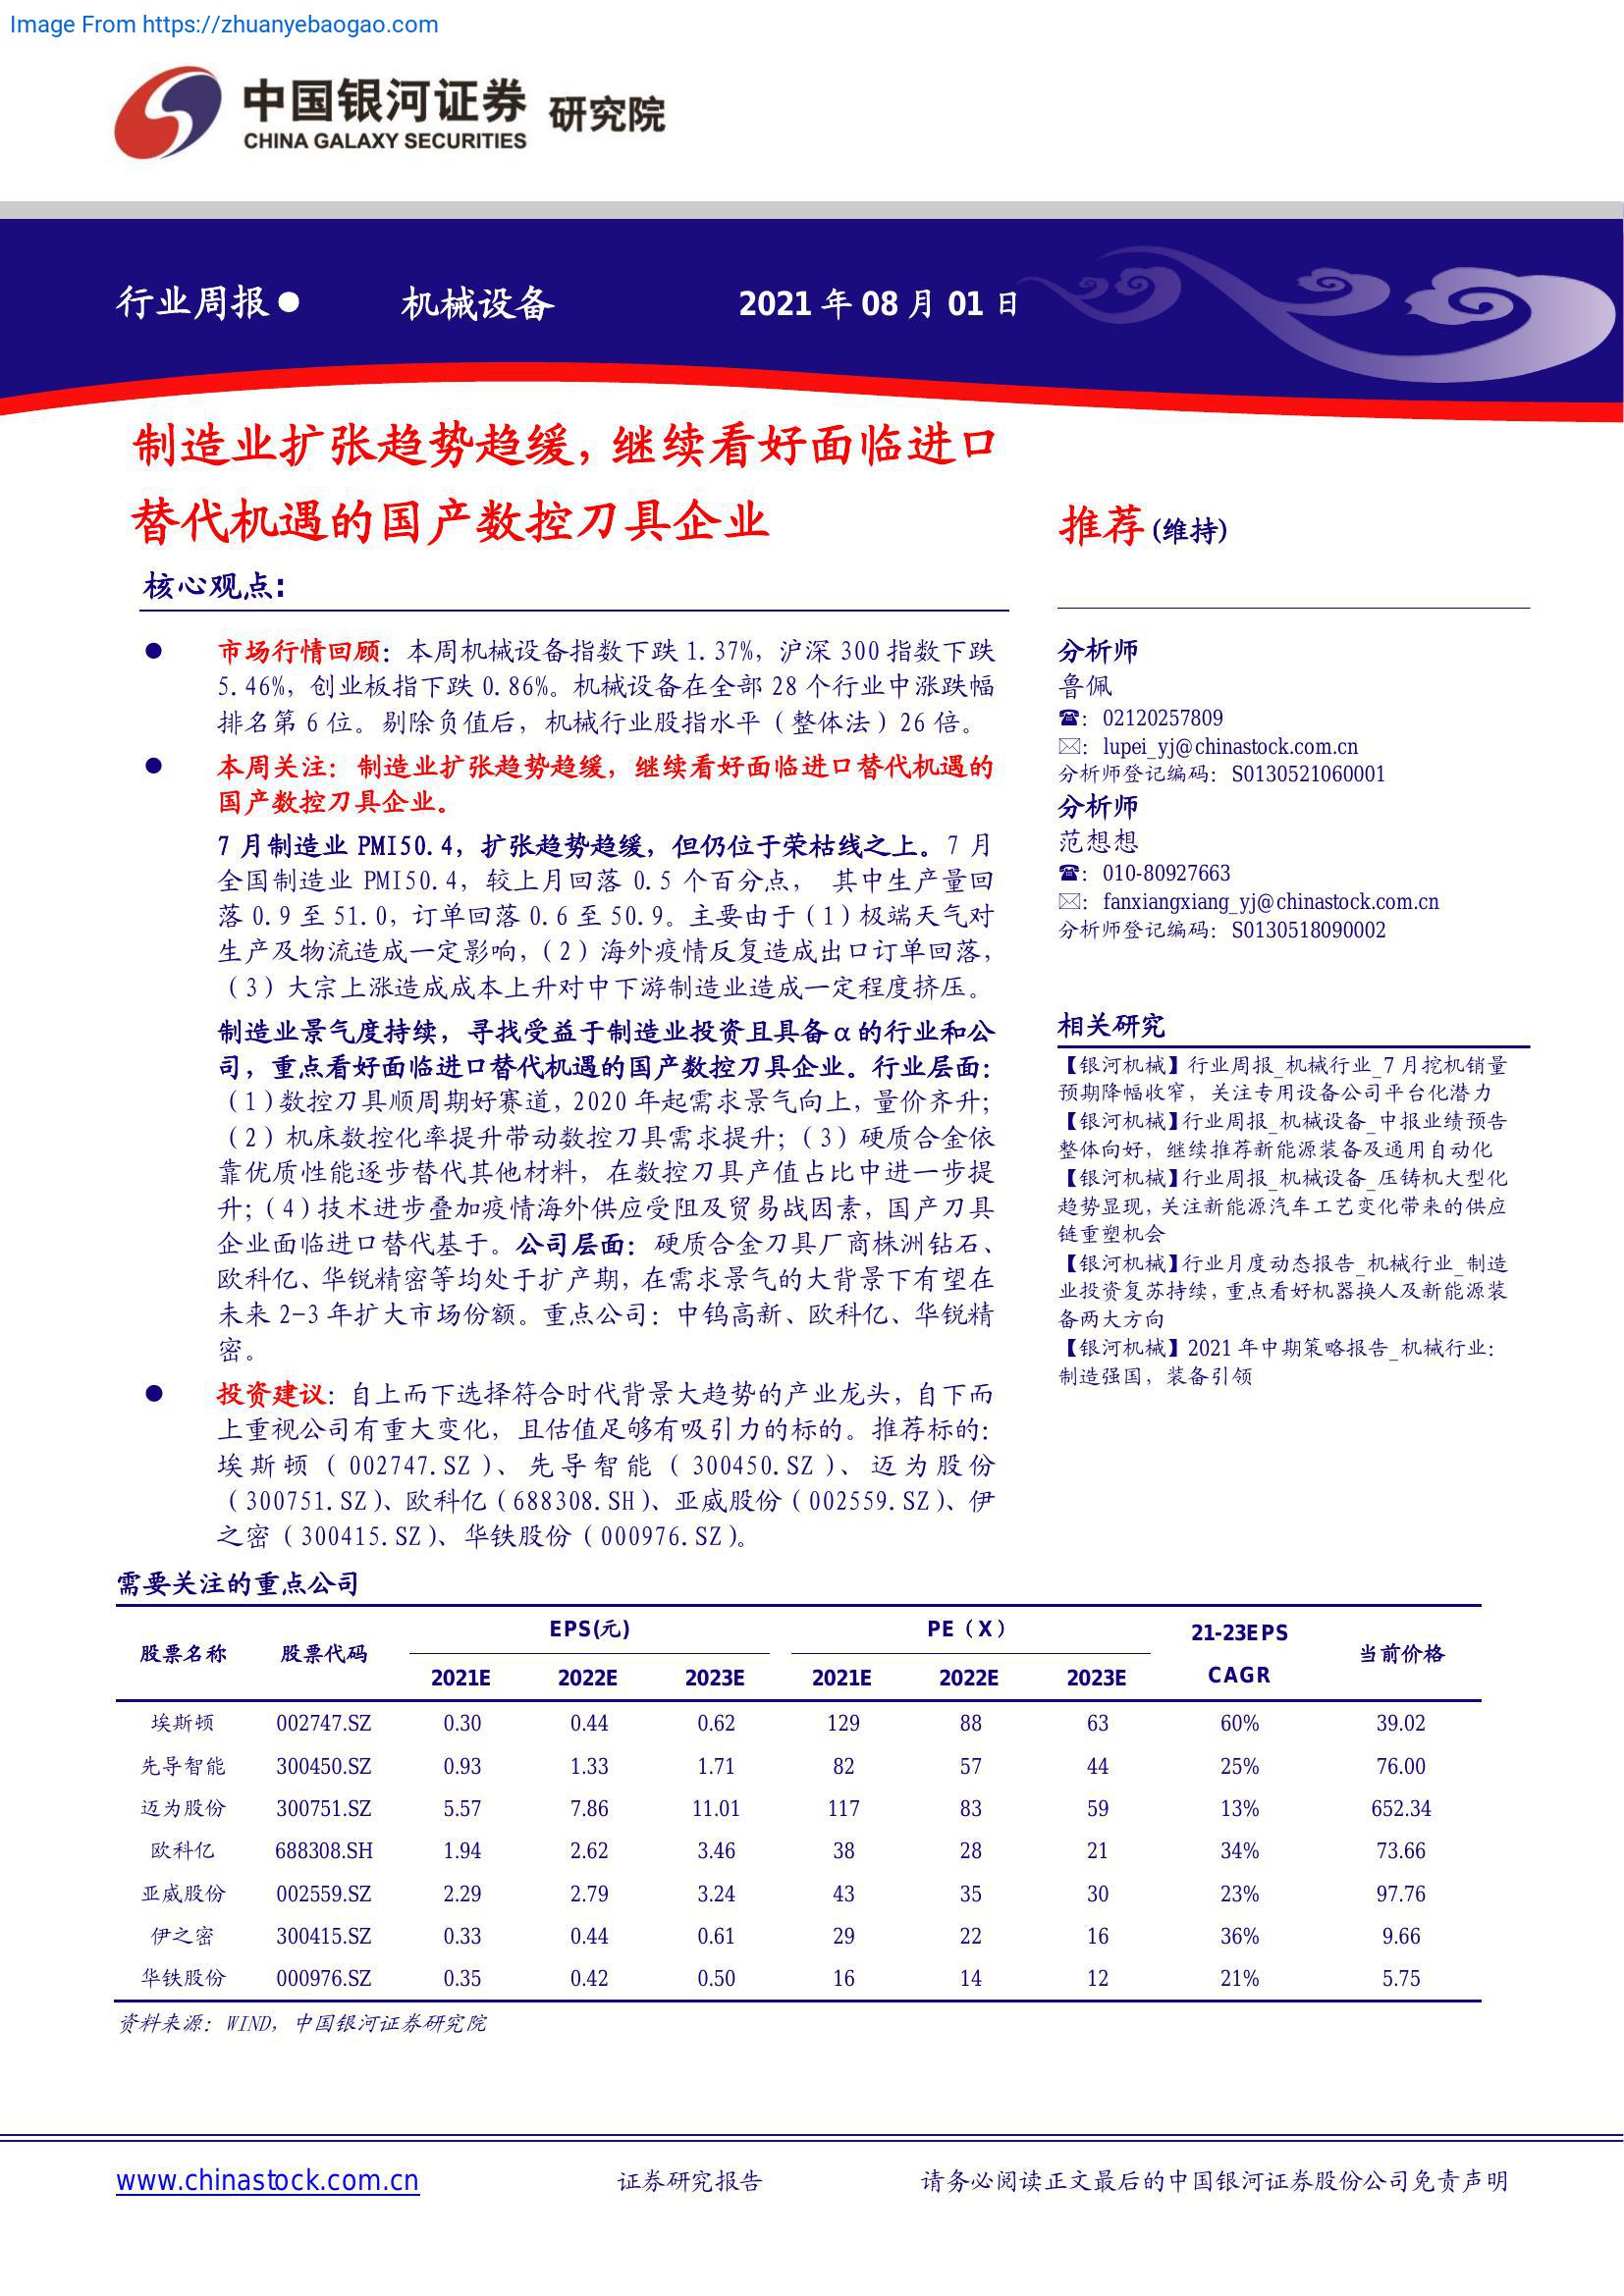 Image From https://zhuanyebaogao.com
中国银河证券 研究院
CHINA GALAXY SECURITIES
行业周报● 机械设备 2021 年 08 月 01 日
制造业扩张趋势趋缓，继续看好面临进口
替代机遇的国产数控刀具企业
核心观点：
● 市场行情回顾：本周机械设备指数下跌 1.37%，沪深 300 指数下跌
5.46%，创业板指下跌 0.86%。机械设备在全部 28 个行业中涨跌幅
排名第 6 位。剔除负值后，机械行业股指水平（整体法）26 倍。
● 本周关注：制造业扩张趋势趋缓，继续看好面临进口替代机遇的
国产数控刀具企业。
7 月制造业 PMI50.4，扩张趋势趋缓，但仍位于荣枯线之上。7 月
全国制造业 PMI50.4，较上月回落 0.5 个百分点， 其中生产量回
落 0.9 至 51.0，订单回落 0.6 至 50.9。主要由于（1）极端天气对
生产及物流造成一定影响，（2）海外疫情反复造成出口订单回落，
（3）大宗上涨造成成本上升对中下游制造业造成一定程度挤压。
制造业景气度持续，寻找受益于制造业投资且具备α的行业和公
司，重点看好面临进口替代机遇的国产数控刀具企业。行业层面：
（1）数控刀具顺周期好赛道，2020 年起需求景气向上，量价齐升；
（2）机床数控化率提升带动数控刀具需求提升；（3）硬质合金依
靠优质性能逐步替代其他材料，在数控刀具产值占比中进一步提
升；（4）技术进步叠加疫情海外供应受阻及贸易战因素，国产刀具
企业面临进口替代基于。公司层面：硬质合金刀具厂商株洲钻石、
欧科亿、华锐精密等均处于扩产期，在需求景气的大背景下有望在
未来 2-3 年扩大市场份额。重点公司：中钨高新、欧科亿、华锐精
密。
● 投资建议：自上而下选择符合时代背景大趋势的产业龙头，自下而
上重视公司有重大变化，且估值足够有吸引力的标的。推荐标的：
埃斯顿（002747.SZ）、先导智能（300450.SZ）、迈为股份
（300751.SZ）、欧科亿（688308.SH）、亚威股份（002559.SZ）、伊
之密（300415.SZ）、华铁股份（000976.SZ）。
推荐 (维持)
分析师
鲁佩
☎：02120257809
✉：lupei_yj@chinastock.com.cn
分析师登记编码：S0130521060001
分析师
范想想
☎：010-80927663
✉：fanxiangxiang_yj@chinastock.com.cn
分析师登记编码：S0130518090002
相关研究
【银河机械】行业周报_机械行业_7 月挖机销量
预期降幅收窄，关注专用设备公司平台化潜力
【银河机械】行业周报_机械设备_中报业绩预告
整体向好，继续推荐新能源装备及通用自动化
【银河机械】行业周报_机械设备_压铸机大型化
趋势显现，关注新能源汽车工艺变化带来的供应
链重塑机会
【银河机械】行业月度动态报告_机械行业_制造
业投资复苏持续，重点看好机器换人及新能源装
备两大方向
【银河机械】2021 年中期策略报告_机械行业：
制造强国，装备引领
需要关注的重点公司
股票名称 股票代码 EPS(元) PE（X） 21-23EPS CAGR 当前价格
2021E 2022E 2023E 2021E 2022E 2023E
埃斯顿 002747.SZ 0.30 0.44 0.62 129 88 63 60% 39.02
先导智能 300450.SZ 0.93 1.33 1.71 82 57 44 25% 76.00
迈为股份 300751.SZ 5.57 7.86 11.01 117 83 59 13% 652.34
欧科亿 688308.SH 1.94 2.62 3.46 38 28 21 34% 73.66
亚威股份 002559.SZ 2.29 2.79 3.24 43 35 30 23% 97.76
伊之密 300415.SZ 0.33 0.44 0.61 29 22 16 36% 9.66
华铁股份 000976.SZ 0.35 0.42 0.50 16 14 12 21% 5.75
资料来源：WIND，中国银河证券研究院
www.chinastock.com.cn 证券研究报告 请务必阅读正文最后的中国银河证券股份公司免责声明